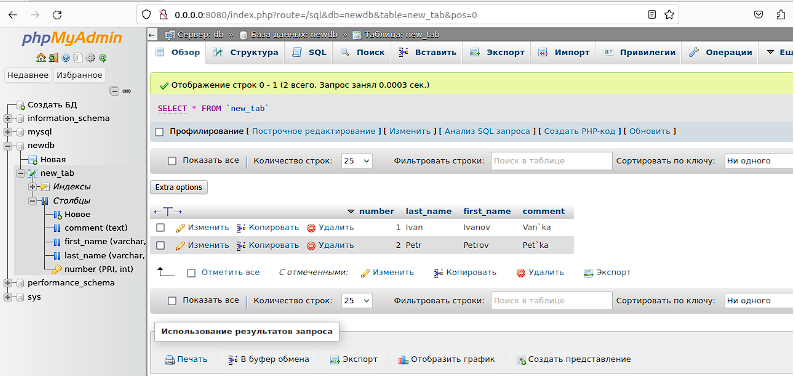 0.0.0.0:8080/index.php?route=/sql&db=newdb&table=new_tab&pos=0
phpMyAdmin
Недавнее Избранное
Создать БД
information_schema
mysql
newdb
Новая
new_tab
Индексы
Столбцы
Новое
comment (text)
first_name (varchar,
last_name (varchar,
number (PRI, int)
performance_schema
sys
Сервер: db » База данных: newdb » Таблица: new_tab
Обзор Структура SQL Поиск Вставить Экспорт Импорт Привилегии Операции Ещ
Отображение строк 0 - 1 (2 всего. Запрос занял 0.0003 сек.)
SELECT * FROM `new_tab`
Профилирование [ Построчное редактирование ] [ Изменить ] [ Анализ SQL запроса ] [ Создать PHP-код ] [ Обновить ]
Показать все Количество строк: 25 Фильтровать строки: Поиск в таблице Сортировать по ключу: Ни одного
Extra options
number last_name first_name comment
Изменить Копировать Удалить 1 Ivan Ivanov Van`ka
Изменить Копировать Удалить 2 Petr Petrov Pet`ka
Отметить все С отмеченными: Изменить Копировать Удалить Экспорт
Показать все Количество строк: 25 Фильтровать строки: Поиск в таблице Сортировать по ключу: Ни одного
Использование результатов запроса
Печать В буфер обмена Экспорт Отобразить график Создать представление